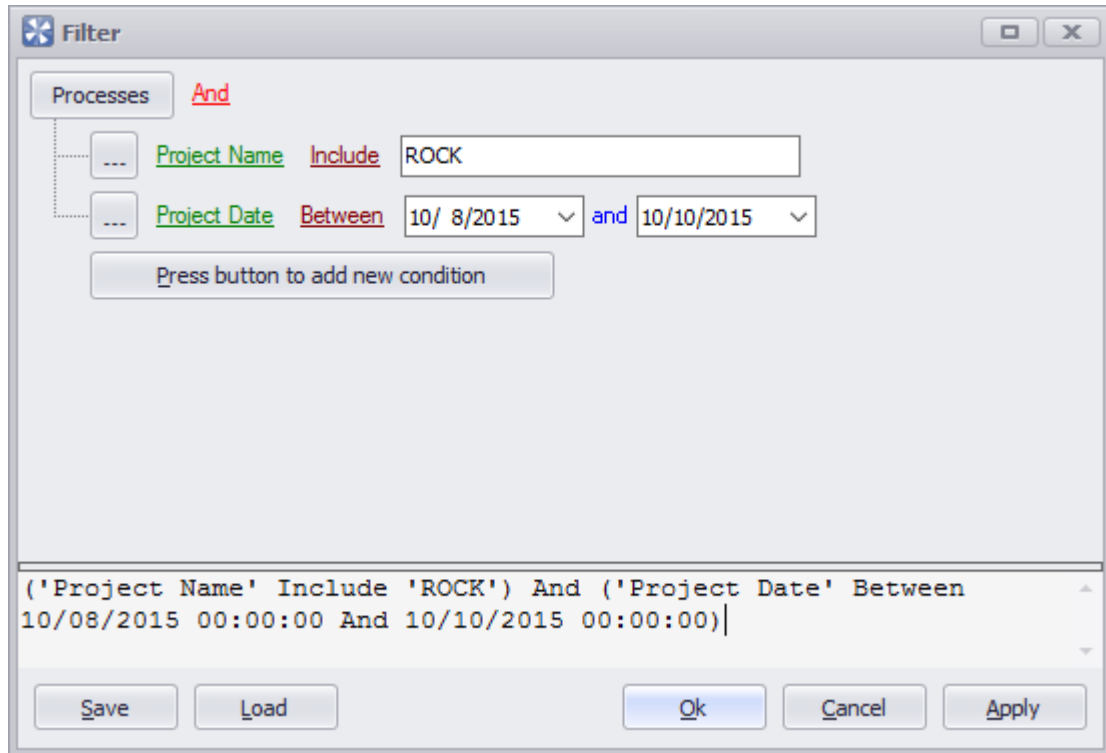 Filter
Processes And
... Project Name Include ROCK
... Project Date Between 10/ 8/2015 and 10/10/2015
Press button to add new condition
('Project Name' Include 'ROCK') And ('Project Date' Between
10/08/2015 00:00:00 And 10/10/2015 00:00:00)
Save Load Ok Cancel Apply